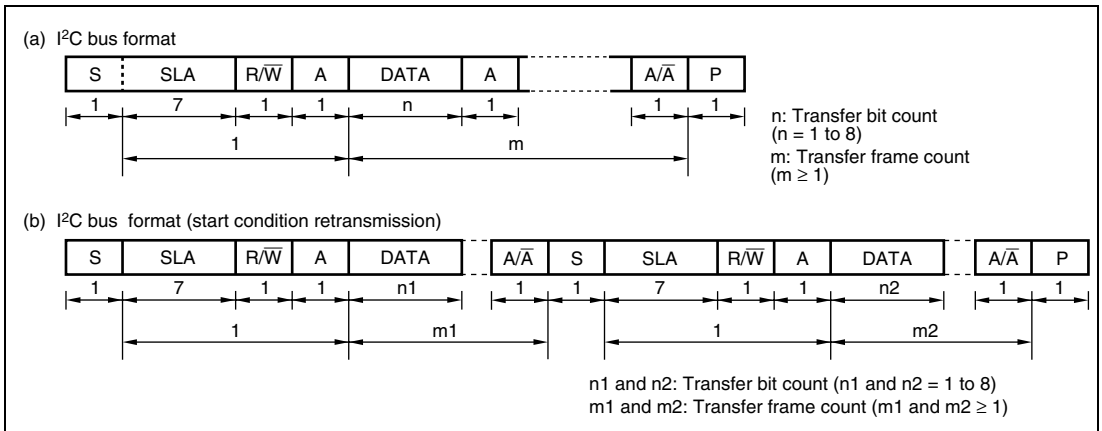 (a) I²C bus format
S SLA R/W̅ A DATA A A/A̅ P
1 7 1 1 n 1 1 1
1 m
n: Transfer bit count
(n = 1 to 8)
m: Transfer frame count
(m ≥ 1)
(b) I²C bus format (start condition retransmission)
S SLA R/W̅ A DATA A/A̅ S SLA R/W̅ A DATA A/A̅ P
1 7 1 1 n1 1 1 7 1 1 n2 1 1
1 m1 1 m2
n1 and n2: Transfer bit count (n1 and n2 = 1 to 8)
m1 and m2: Transfer frame count (m1 and m2 ≥ 1)